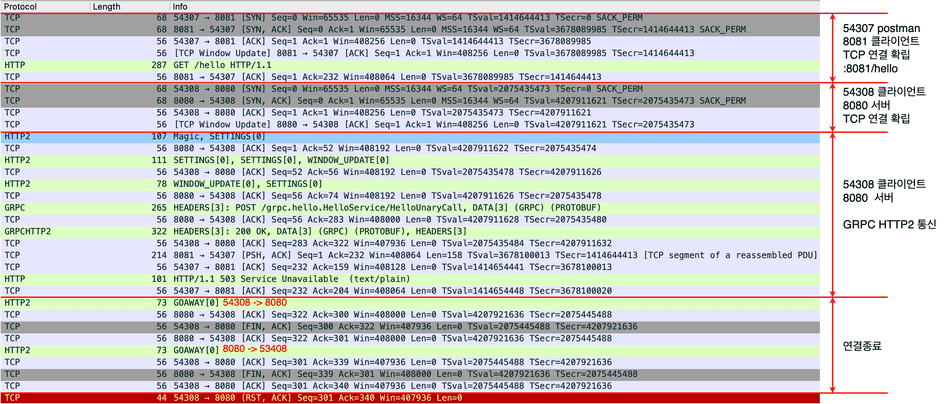 Protocol Length Info
TCP 68 54307 → 8081 [SYN] Seq=0 Win=65535 Len=0 MSS=16344 WS=64 TSval=1414644413 TSecr=0 SACK_PERM
TCP 68 8081 → 54307 [SYN, ACK] Seq=0 Ack=1 Win=65535 Len=0 MSS=16344 WS=64 TSval=3678089985 TSecr=1414644413 SACK_PERM
TCP 56 54307 → 8081 [ACK] Seq=1 Ack=1 Win=408256 Len=0 TSval=1414644413 TSecr=3678089985
TCP 56 [TCP Window Update] 8081 → 54307 [ACK] Seq=1 Ack=1 Win=408256 Len=0 TSval=3678089985 TSecr=1414644413
HTTP 287 GET /hello HTTP/1.1
TCP 56 8081 → 54307 [ACK] Seq=1 Ack=232 Win=408064 Len=0 TSval=3678089985 TSecr=1414644413
54307 postman
8081 클라이언트
TCP 연결 확립
:8081/hello
TCP 68 54308 → 8080 [SYN] Seq=0 Win=65535 Len=0 MSS=16344 WS=64 TSval=2075435473 TSecr=0 SACK_PERM
TCP 68 8080 → 54308 [SYN, ACK] Seq=0 Ack=1 Win=65535 Len=0 MSS=16344 WS=64 TSval=4207911621 TSecr=2075435473 SACK_PERM
TCP 56 54308 → 8080 [ACK] Seq=1 Ack=1 Win=408256 Len=0 TSval=2075435473 TSecr=4207911621
TCP 56 [TCP Window Update] 8080 → 54308 [ACK] Seq=1 Ack=1 Win=408256 Len=0 TSval=4207911621 TSecr=2075435473
54308 클라이언트
8080 서버
TCP 연결 확립
HTTP2 107 Magic, SETTINGS[0]
TCP 56 8080 → 54308 [ACK] Seq=1 Ack=52 Win=408192 Len=0 TSval=4207911622 TSecr=2075435474
HTTP2 111 SETTINGS[0], SETTINGS[0], WINDOW_UPDATE[0]
TCP 56 54308 → 8080 [ACK] Seq=52 Ack=56 Win=408192 Len=0 TSval=2075435478 TSecr=4207911626
HTTP2 78 WINDOW_UPDATE[0], SETTINGS[0]
TCP 56 8080 → 54308 [ACK] Seq=56 Ack=74 Win=408192 Len=0 TSval=4207911626 TSecr=2075435478
GRPC 265 HEADERS[3]: POST /grpc.hello.HelloService/HelloUnaryCall, DATA[3] (GRPC) (PROTOBUF)
TCP 56 8080 → 54308 [ACK] Seq=56 Ack=283 Win=408000 Len=0 TSval=4207911628 TSecr=2075435480
GRPCHTTP2 322 HEADERS[3]: 200 OK, DATA[3] (GRPC) (PROTOBUF), HEADERS[3]
TCP 56 54308 → 8080 [ACK] Seq=283 Ack=322 Win=407936 Len=0 TSval=2075435484 TSecr=4207911632
TCP 214 8081 → 54307 [PSH, ACK] Seq=1 Ack=232 Win=408064 Len=158 TSval=3678100013 TSecr=1414644413 [TCP segment of a reassembled PDU]
TCP 56 54307 → 8081 [ACK] Seq=232 Ack=159 Win=408128 Len=0 TSval=1414654441 TSecr=3678100013
HTTP 101 HTTP/1.1 503 Service Unavailable (text/plain)
TCP 56 54307 → 8081 [ACK] Seq=232 Ack=204 Win=408064 Len=0 TSval=1414654448 TSecr=3678100020
54308 클라이언트
8080 서버
GRPC HTTP2 통신
HTTP2 73 GOAWAY[0] 54308 -> 8080
TCP 56 8080 → 54308 [ACK] Seq=322 Ack=300 Win=408000 Len=0 TSval=4207921636 TSecr=2075445488
TCP 56 54308 → 8080 [FIN, ACK] Seq=300 Ack=322 Win=407936 Len=0 TSval=2075445488 TSecr=4207921636
TCP 56 8080 → 54308 [ACK] Seq=322 Ack=301 Win=408000 Len=0 TSval=4207921636 TSecr=2075445488
HTTP2 73 GOAWAY[0] 8080 -> 53408
TCP 56 54308 → 8080 [ACK] Seq=301 Ack=339 Win=407936 Len=0 TSval=2075445488 TSecr=4207921636
TCP 56 8080 → 54308 [FIN, ACK] Seq=339 Ack=301 Win=408000 Len=0 TSval=4207921636 TSecr=2075445488
TCP 56 54308 → 8080 [ACK] Seq=301 Ack=340 Win=407936 Len=0 TSval=2075445488 TSecr=4207921636
연결종료
TCP 44 54308 → 8080 [RST, ACK] Seq=301 Ack=340 Win=407936 Len=0